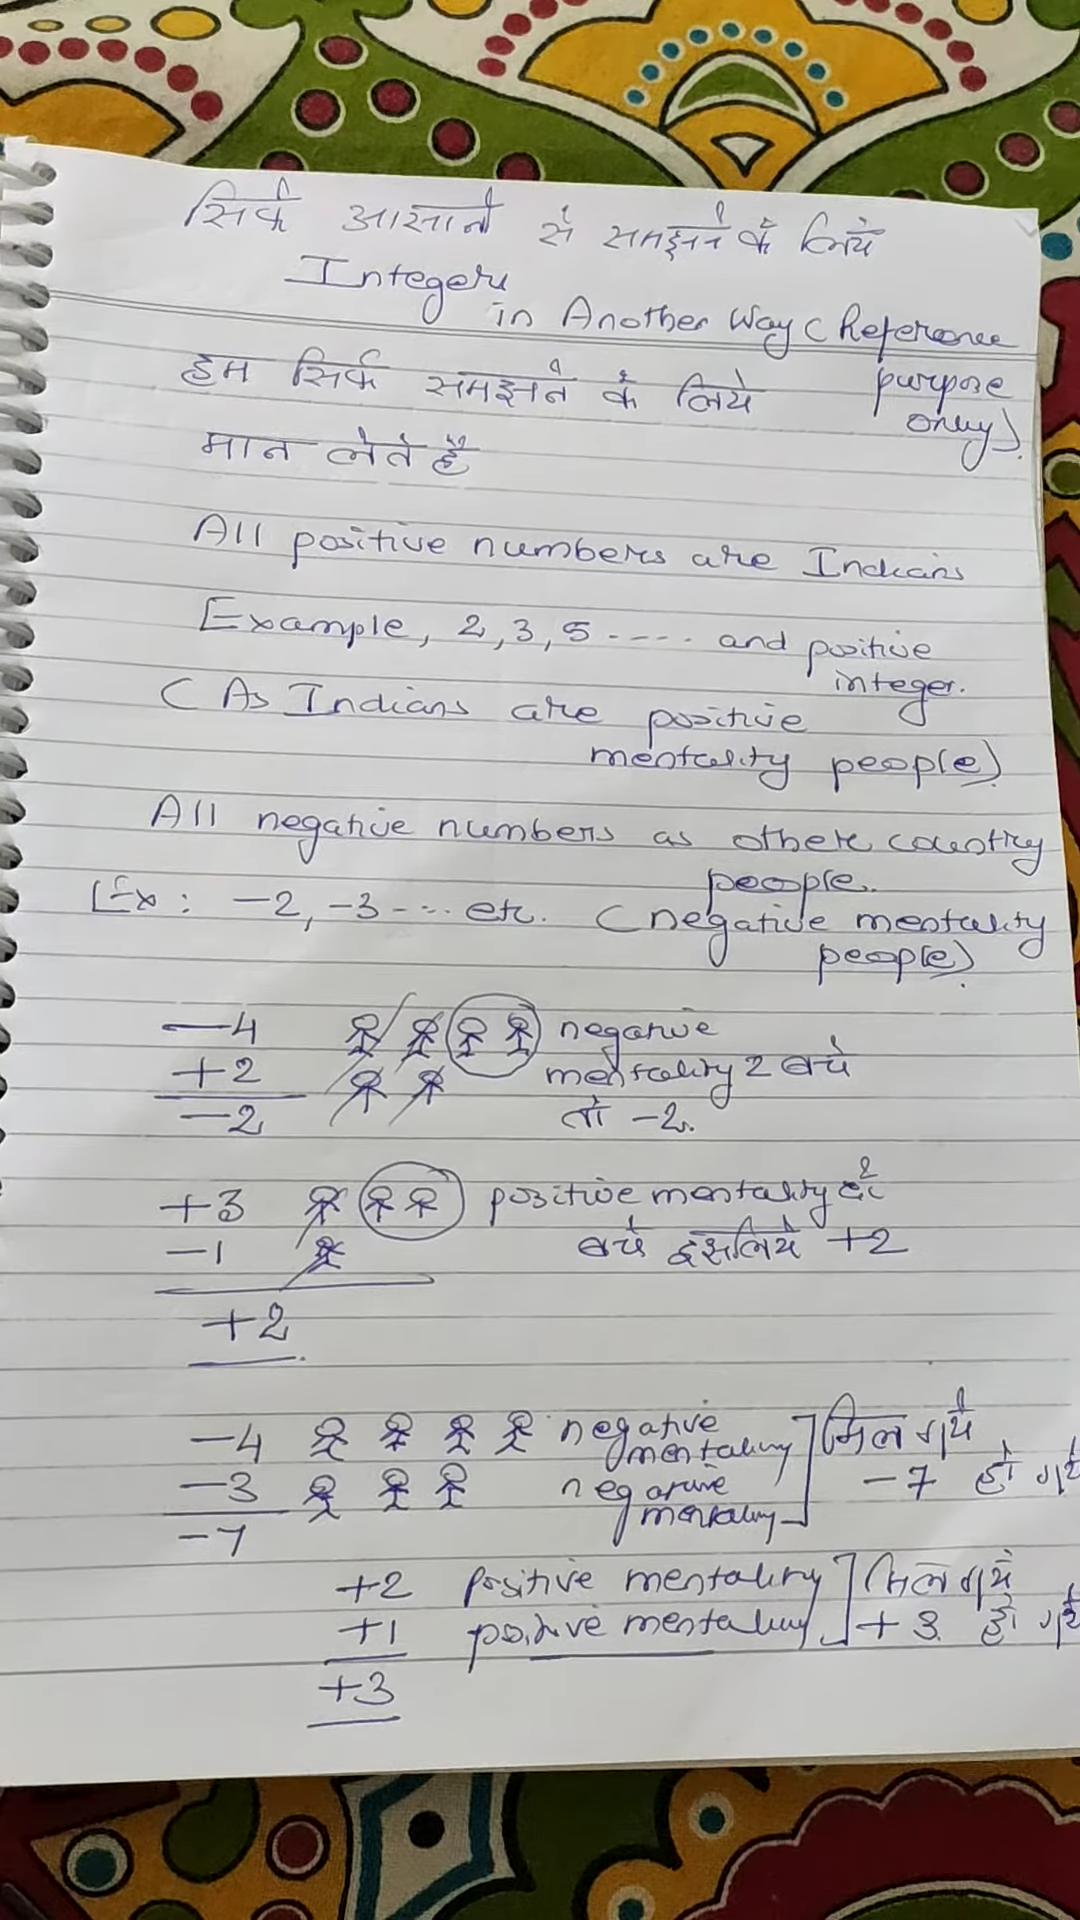 सिर्फ आसानी से समझने के लिये
Integers
in Another Way (Reference
purpose
only).
हम सिर्फ समझने के लिये
मान लेते हैं
All positive numbers are Indians
Example, 2, 3, 5 ---- and positive
integer.
(As Indians are positive
mentality people)
All negative numbers as other country
people.
Ex: -2, -3 ---- etc. (negative mentality
people)
-4 negative
+2 mentality 2 बचे
-2 तो -2.
+3 positive mentality के 2
-1 बचे इसलिये +2
+2
-4 negative mentality मिल गये
-3 negative mentality -7 हो गये
-7
+2 positive mentality मिल गये
+1 positive mentality +3 हो गये
+3